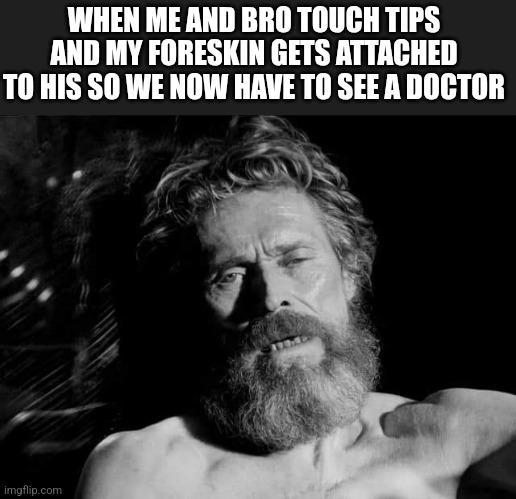 WHEN ME AND BRO TOUCH TIPS
AND MY FORESKIN GETS ATTACHED
TO HIS SO WE NOW HAVE TO SEE A DOCTOR
imgflip.com